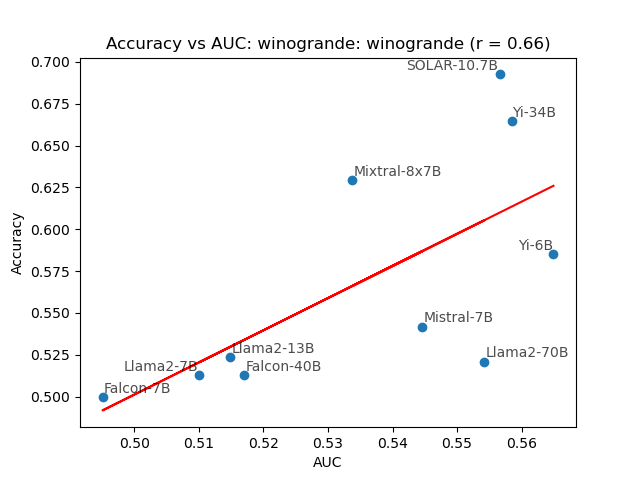 Accuracy vs AUC: winogrande: winogrande (r = 0.66)
0.700
0.675
0.650
0.625
0.600
0.575
0.550
0.525
0.500
Accuracy
SOLAR-10.7B
Yi-34B
Mixtral-8x7B
Yi-6B
Mistral-7B
Llama2-13B
Llama2-70B
Llama2-7B
Falcon-40B
Falcon-7B
0.50 0.51 0.52 0.53 0.54 0.55 0.56
AUC